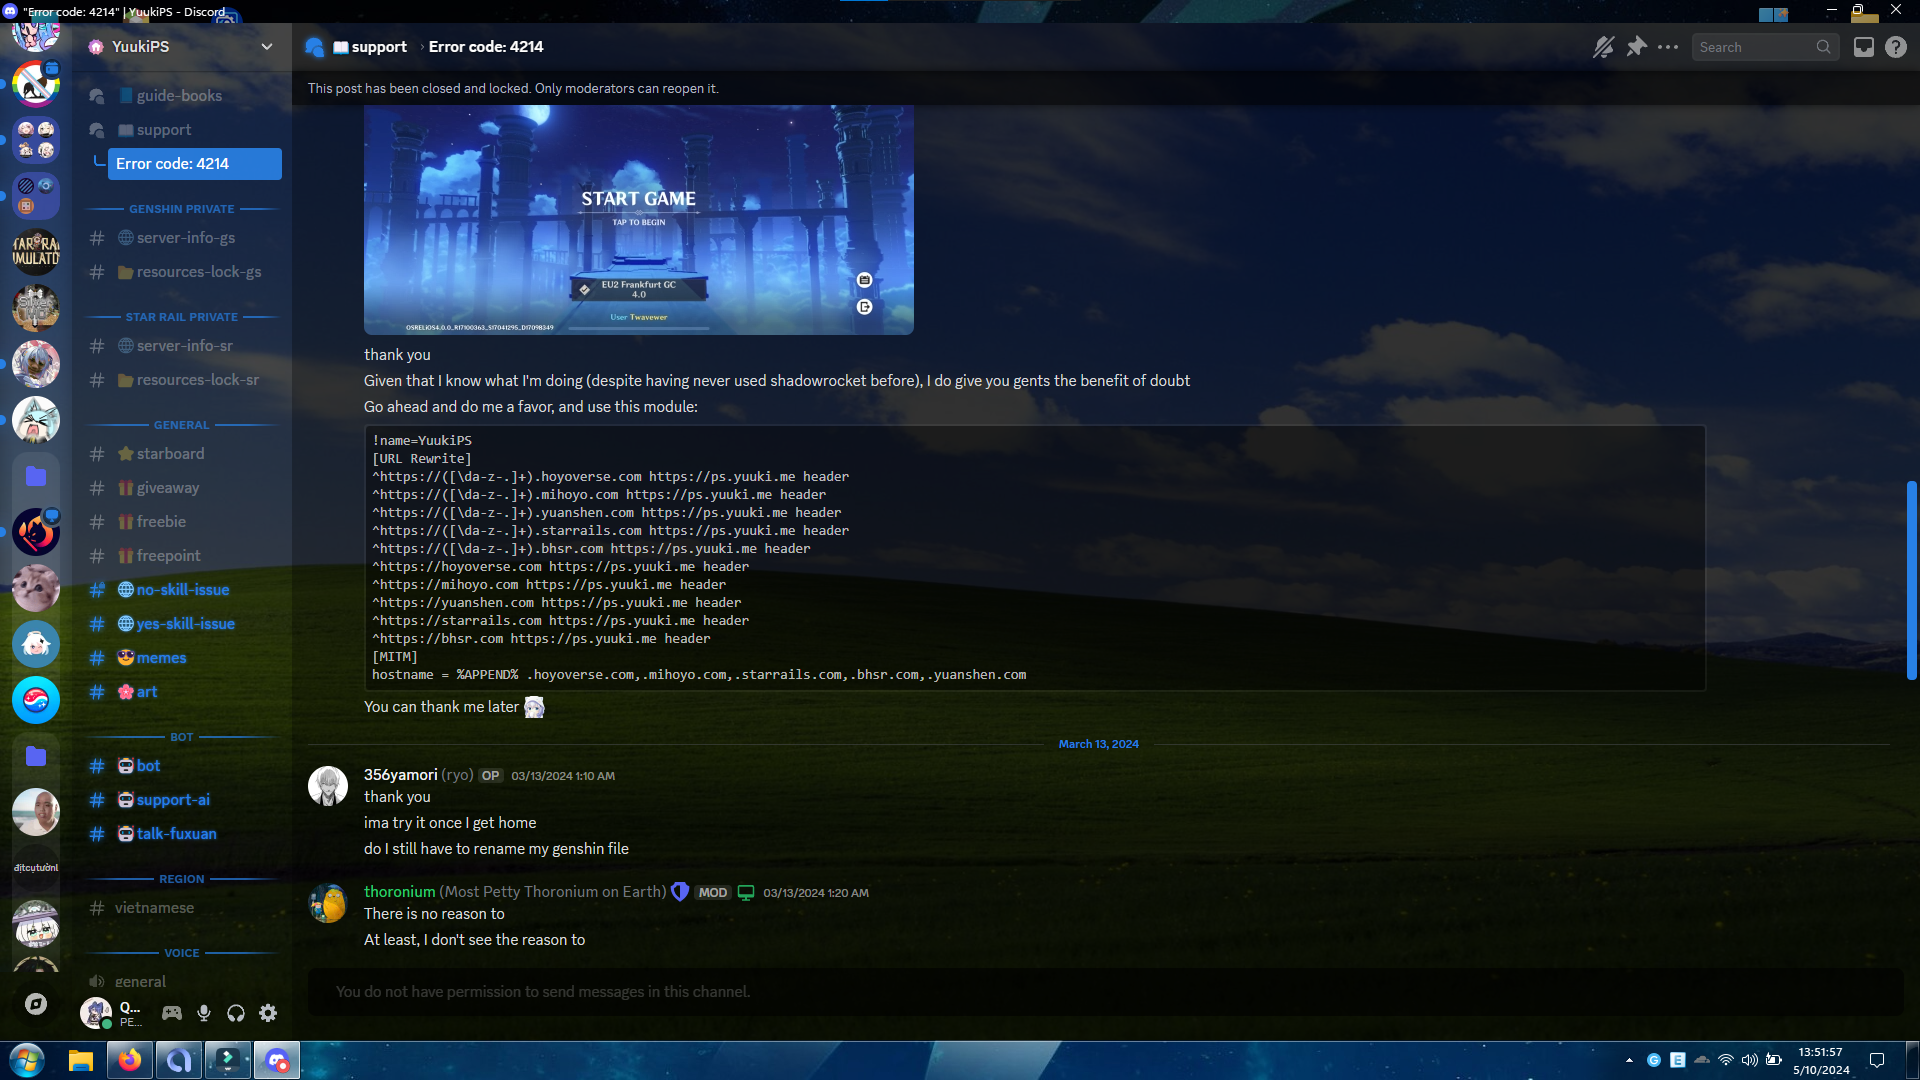 "Error code: 4214" | YuukiPS - Discord
YuukiPS
support
Error code: 4214
Search
This post has been closed and locked. Only moderators can reopen it.
guide-books
support
Error code: 4214
GENSHIN PRIVATE
server-info-gs
resources-lock-gs
STAR RAIL PRIVATE
server-info-sr
resources-lock-sr
GENERAL
starboard
giveaway
freebie
freepoint
no-skill-issue
yes-skill-issue
memes
art
BOT
bot
support-ai
talk-fuxuan
REGION
vietnamese
VOICE
general
Q...
PE...
START GAME
TAP TO BEGIN
EU2 Frankfurt GC
4.0
User Twavewer
OSRELiOS4.0.0_R17100363_S17041295_D17098349
thank you
Given that I know what I'm doing (despite having never used shadowrocket before), I do give you gents the benefit of doubt
Go ahead and do me a favor, and use this module:
!name=YuukiPS
[URL Rewrite]
^https://([\da-z-.]+).hoyoverse.com https://ps.yuuki.me header
^https://([\da-z-.]+).mihoyo.com https://ps.yuuki.me header
^https://([\da-z-.]+).yuanshen.com https://ps.yuuki.me header
^https://([\da-z-.]+).starrails.com https://ps.yuuki.me header
^https://([\da-z-.]+).bhsr.com https://ps.yuuki.me header
^https://hoyoverse.com https://ps.yuuki.me header
^https://mihoyo.com https://ps.yuuki.me header
^https://yuanshen.com https://ps.yuuki.me header
^https://starrails.com https://ps.yuuki.me header
^https://bhsr.com https://ps.yuuki.me header
[MITM]
hostname = %APPEND% .hoyoverse.com,.mihoyo.com,.starrails.com,.bhsr.com,.yuanshen.com
You can thank me later
March 13, 2024
356yamori (ryo) OP 03/13/2024 1:10 AM
thank you
ima try it once I get home
do I still have to rename my genshin file
thoronium (Most Petty Thoronium on Earth) MOD 03/13/2024 1:20 AM
There is no reason to
At least, I don't see the reason to
You do not have permission to send messages in this channel.
13:51:57
5/10/2024